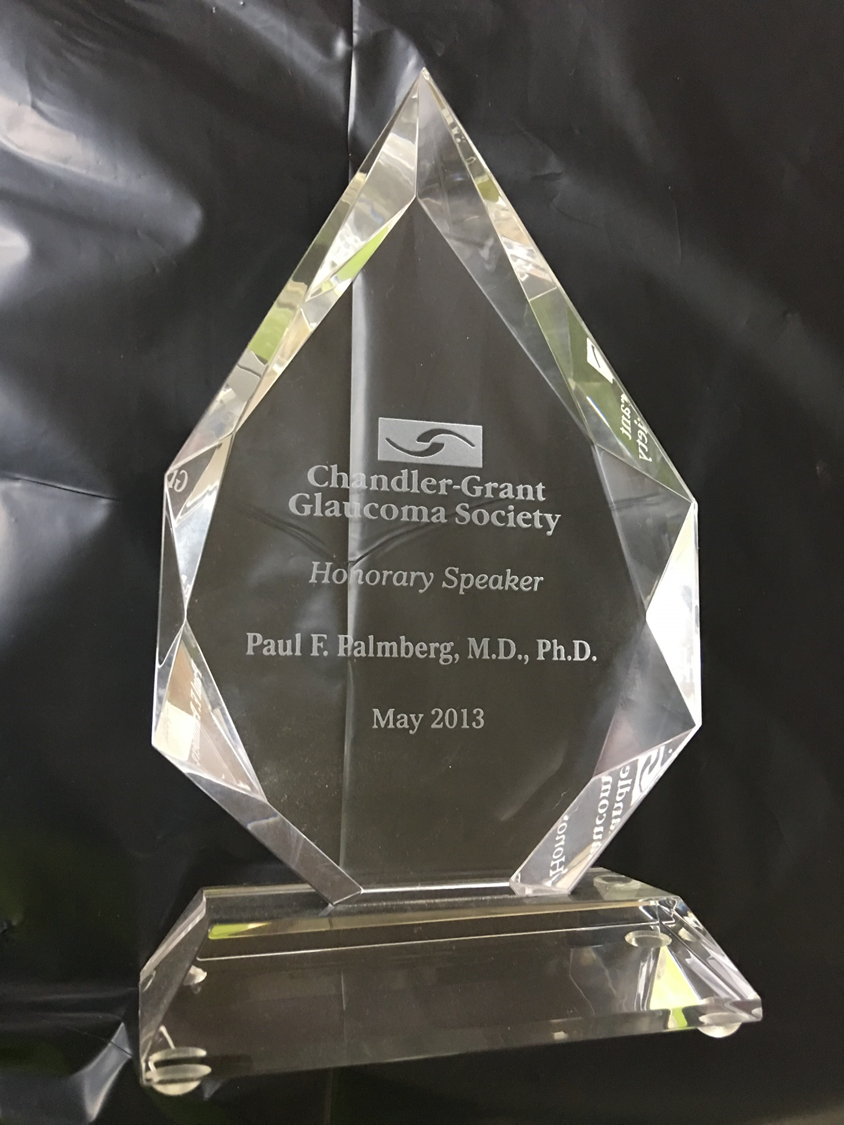 Chandler-Grant
Glaucoma Society
Honorary Speaker
Paul F. Palmberg, M.D., Ph.D.
May 2013